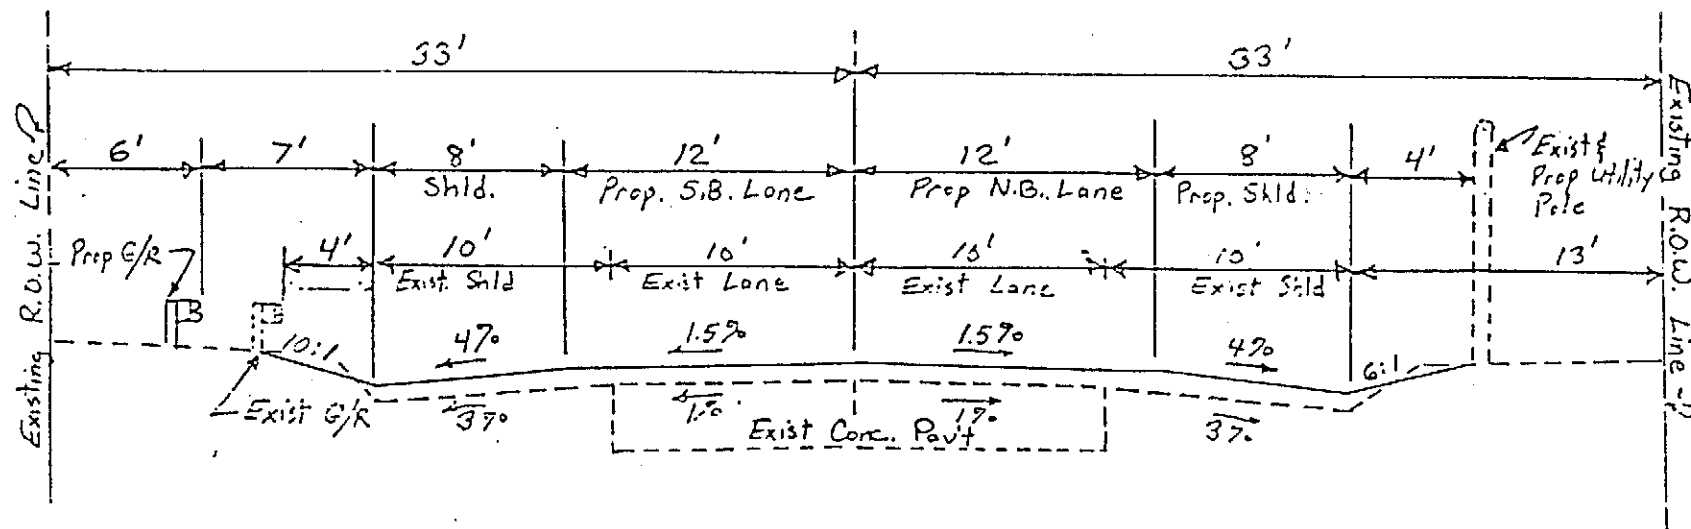 33'
33'
6'
7'
8'
Shld.
12'
Prop. S.B. Lane
12'
Prop N.B. Lane
8'
Prop. Shld.
4'
Exist &
Prop Utility
Pole
Existing R.O.W. Line
Existing R.O.W. Line
Prop G/R
4'
10'
Exist. Shld
10'
Exist Lane
10'
Exist Lane
10'
Exist Shld
13'
10:1
4%
1.5%
1.5%
4%
6:1
Exist G/R
3%
1%
1%
3%
Exist Conc. Pav't